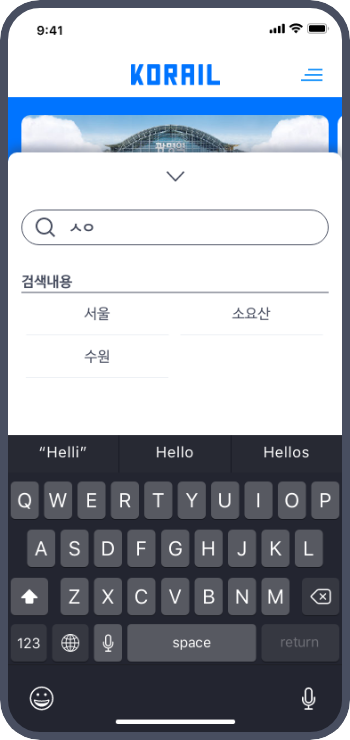 9:41
KORAIL
광명역
ㅅㅇ
검색내용
서울 소요산
수원
“Helli” Hello Hellos
Q W E R T Y U I O P
A S D F G H J K L
Z X C V B N M
123 space return